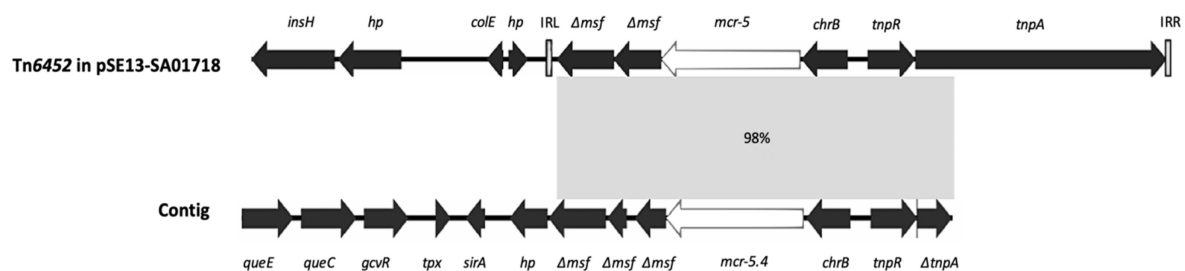 insH hp colE hp IRL Δmsf Δmsf mcr-5 chrB tnpR tnpA IRR
Tn6452 in pSE13-SA01718
98%
Contig
queE queC gcvR tpx sirA hp Δmsf Δmsf Δmsf mcr-5.4 chrB tnpR ΔtnpA